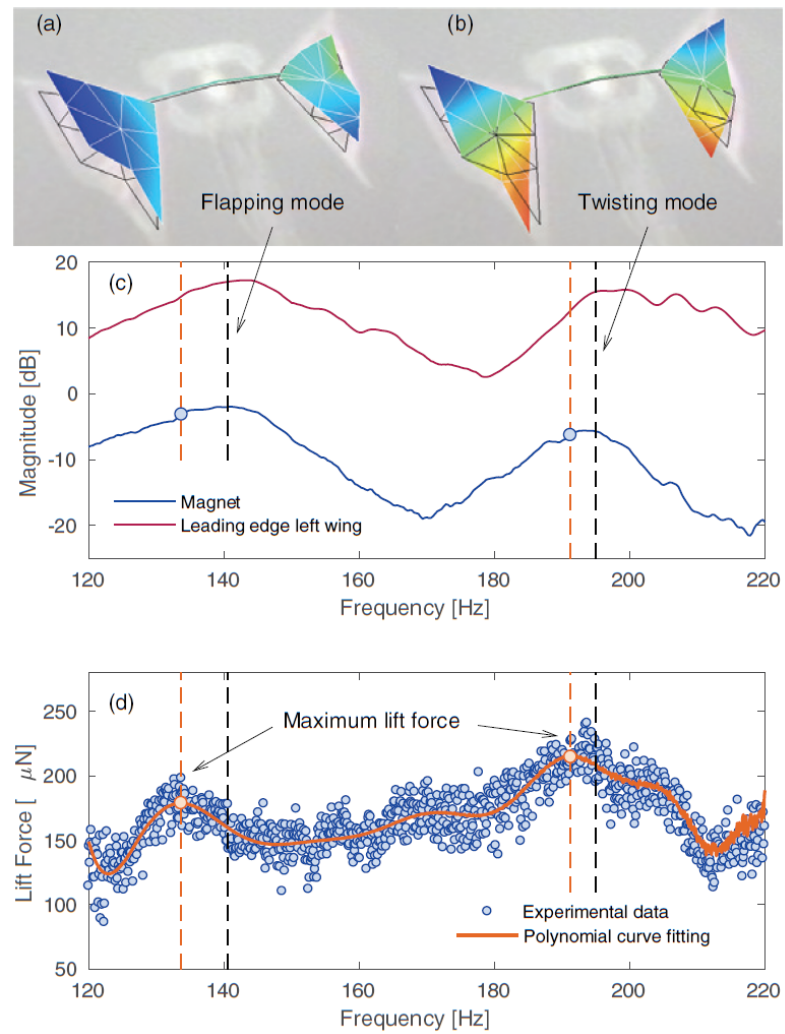 (a)
(b)
Flapping mode
Twisting mode
20
10
0
-10
-20
Magnitude [dB]
(c)
Magnet
Leading edge left wing
120
140
160
180
200
220
Frequency [Hz]
250
200
150
100
50
Lift Force [ μN]
(d)
Maximum lift force
Experimental data
Polynomial curve fitting
120
140
160
180
200
220
Frequency [Hz]